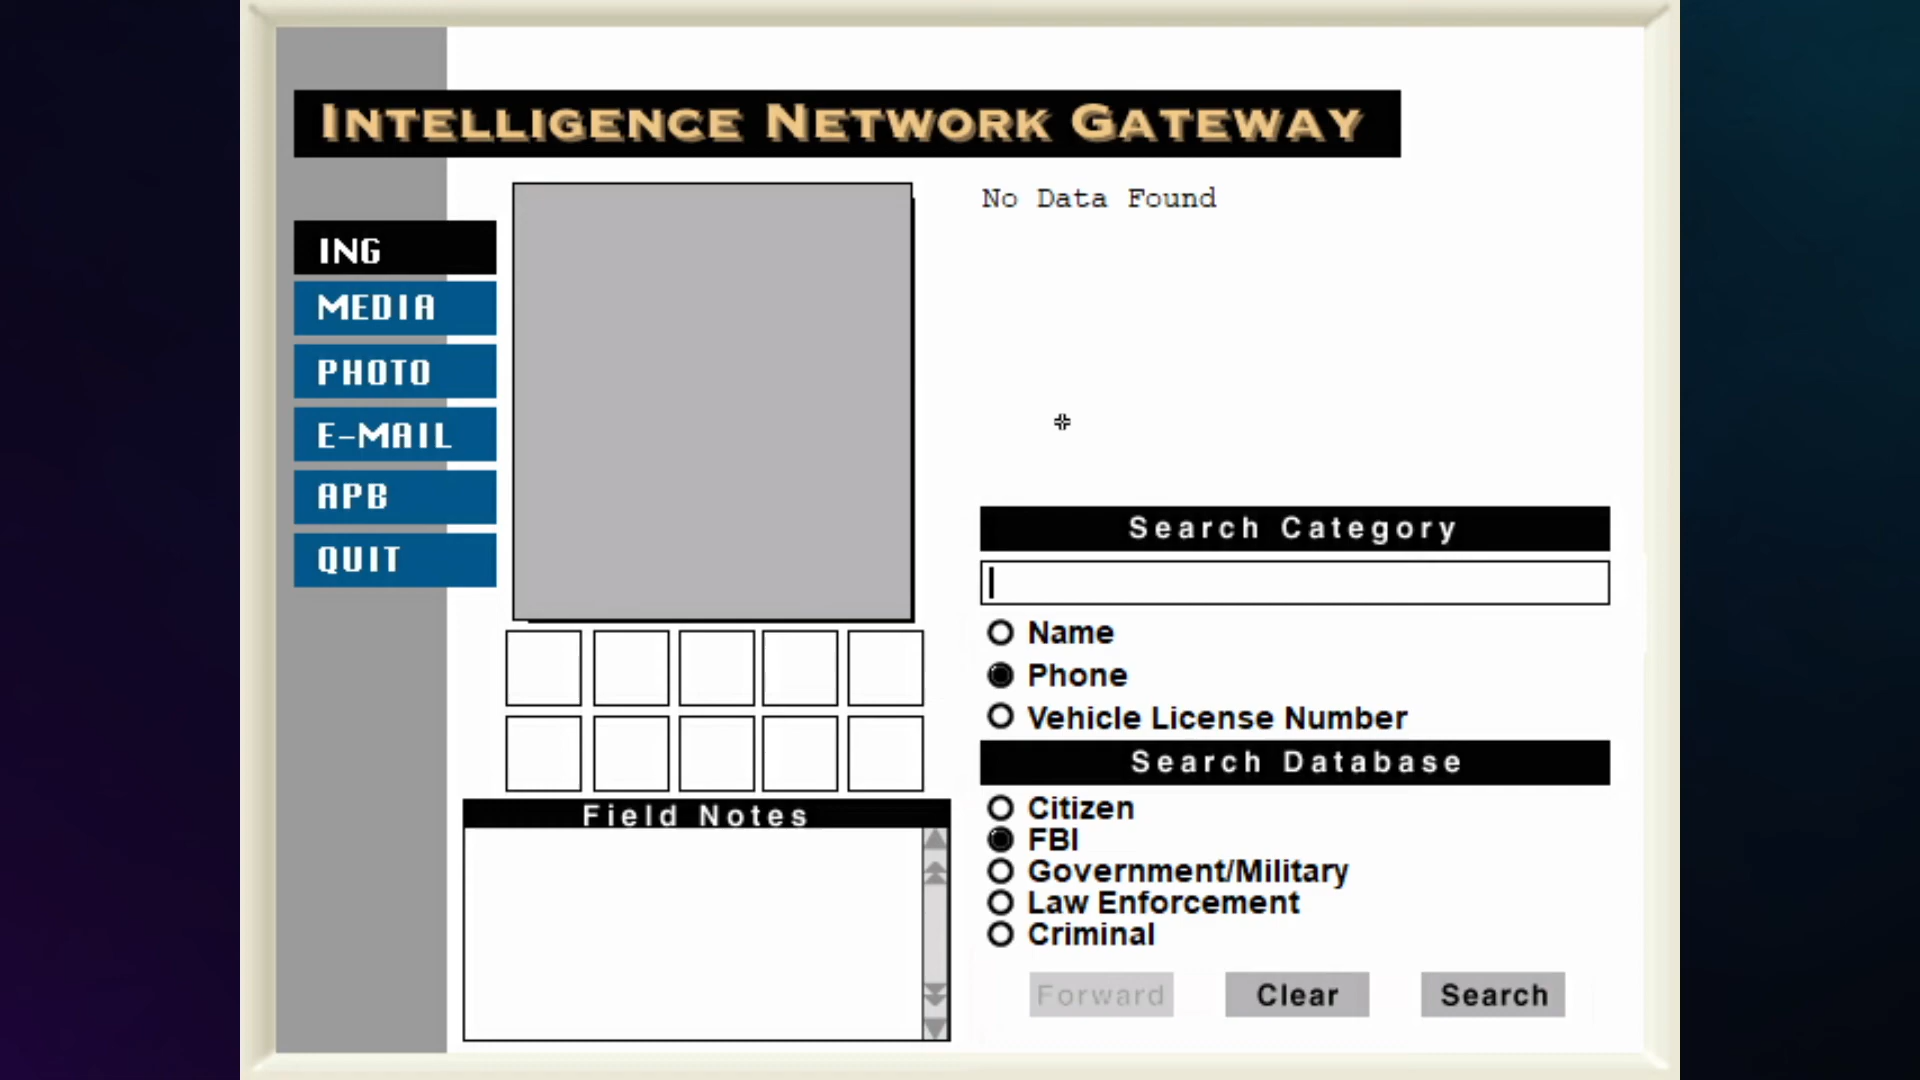 INTELLIGENCE NETWORK GATEWAY
No Data Found
ING
MEDIA
PHOTO
E-MAIL
APB
QUIT
Search Category
Name
Phone
Vehicle License Number
Search Database
Citizen
FBI
Government/Military
Law Enforcement
Criminal
Field Notes
Forward
Clear
Search